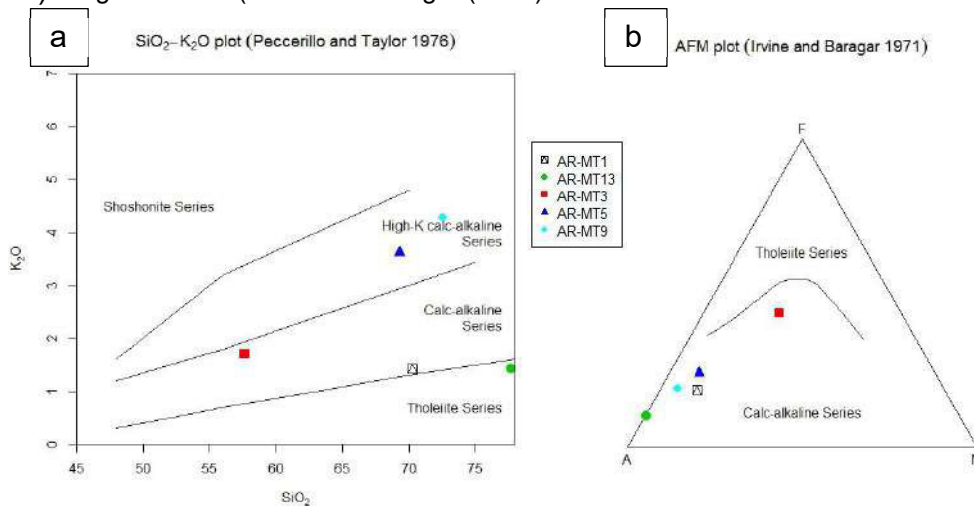 a
SiO₂–K₂O plot (Peccerillo and Taylor 1976)
7
6
5
4
3
2
1
0
K₂O
Shoshonite Series
High-K calc-alkaline
Series
Calc-alkaline
Series
Tholeiite Series
45
50
55
60
65
70
75
SiO₂
AR-MT1
AR-MT13
AR-MT3
AR-MT5
AR-MT9
b
AFM plot (Irvine and Baragar 1971)
F
Tholeiite Series
Calc-alkaline Series
A